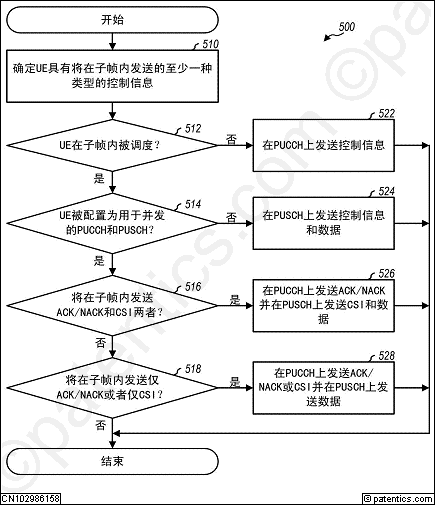 开始
500
510
确定UE具有将在子帧内发送的至少一种
类型的控制信息
512
UE在子帧内被调度?
否
522
在PUCCH上发送控制信息
是
514
UE被配置为用于并发
的PUCCH和PUSCH?
否
524
在PUSCH上发送控制信息
和数据
是
516
将在子帧内发送
ACK/NACK和CSI两者?
是
526
在PUCCH上发送ACK/NACK
并在PUSCH上发送CSI和数
据
否
518
将在子帧内发送仅
ACK/NACK或者仅CSI?
是
528
在PUCCH上发送ACK/
NACK或CSI并在PUSCH上发
送数据
否
结束
CN102986158
© patentics.com
©patentics.com